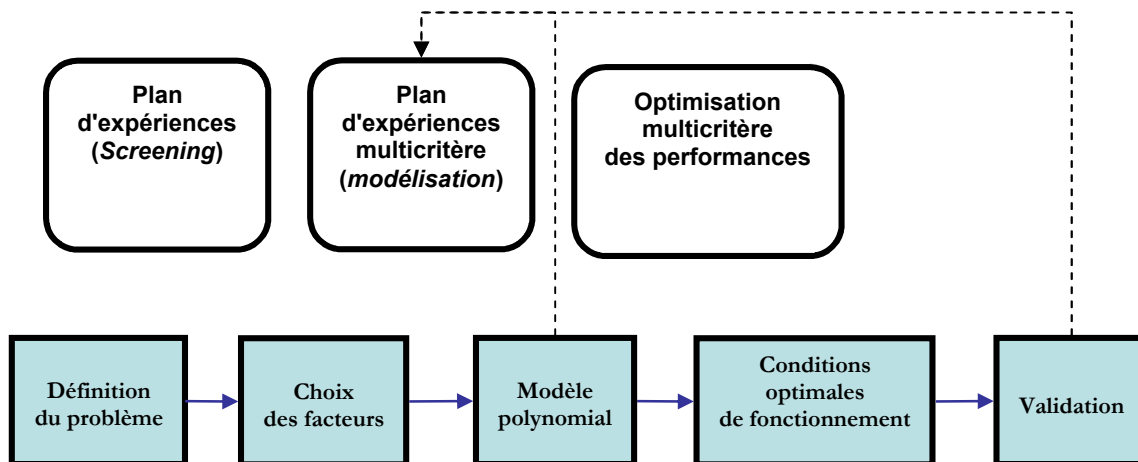 Plan
d'expériences
(Screening)
Plan
d'expériences
multicritère
(modélisation)
Optimisation
multicritère
des performances
Définition
du problème
Choix
des facteurs
Modèle
polynomial
Conditions
optimales
de fonctionnement
Validation